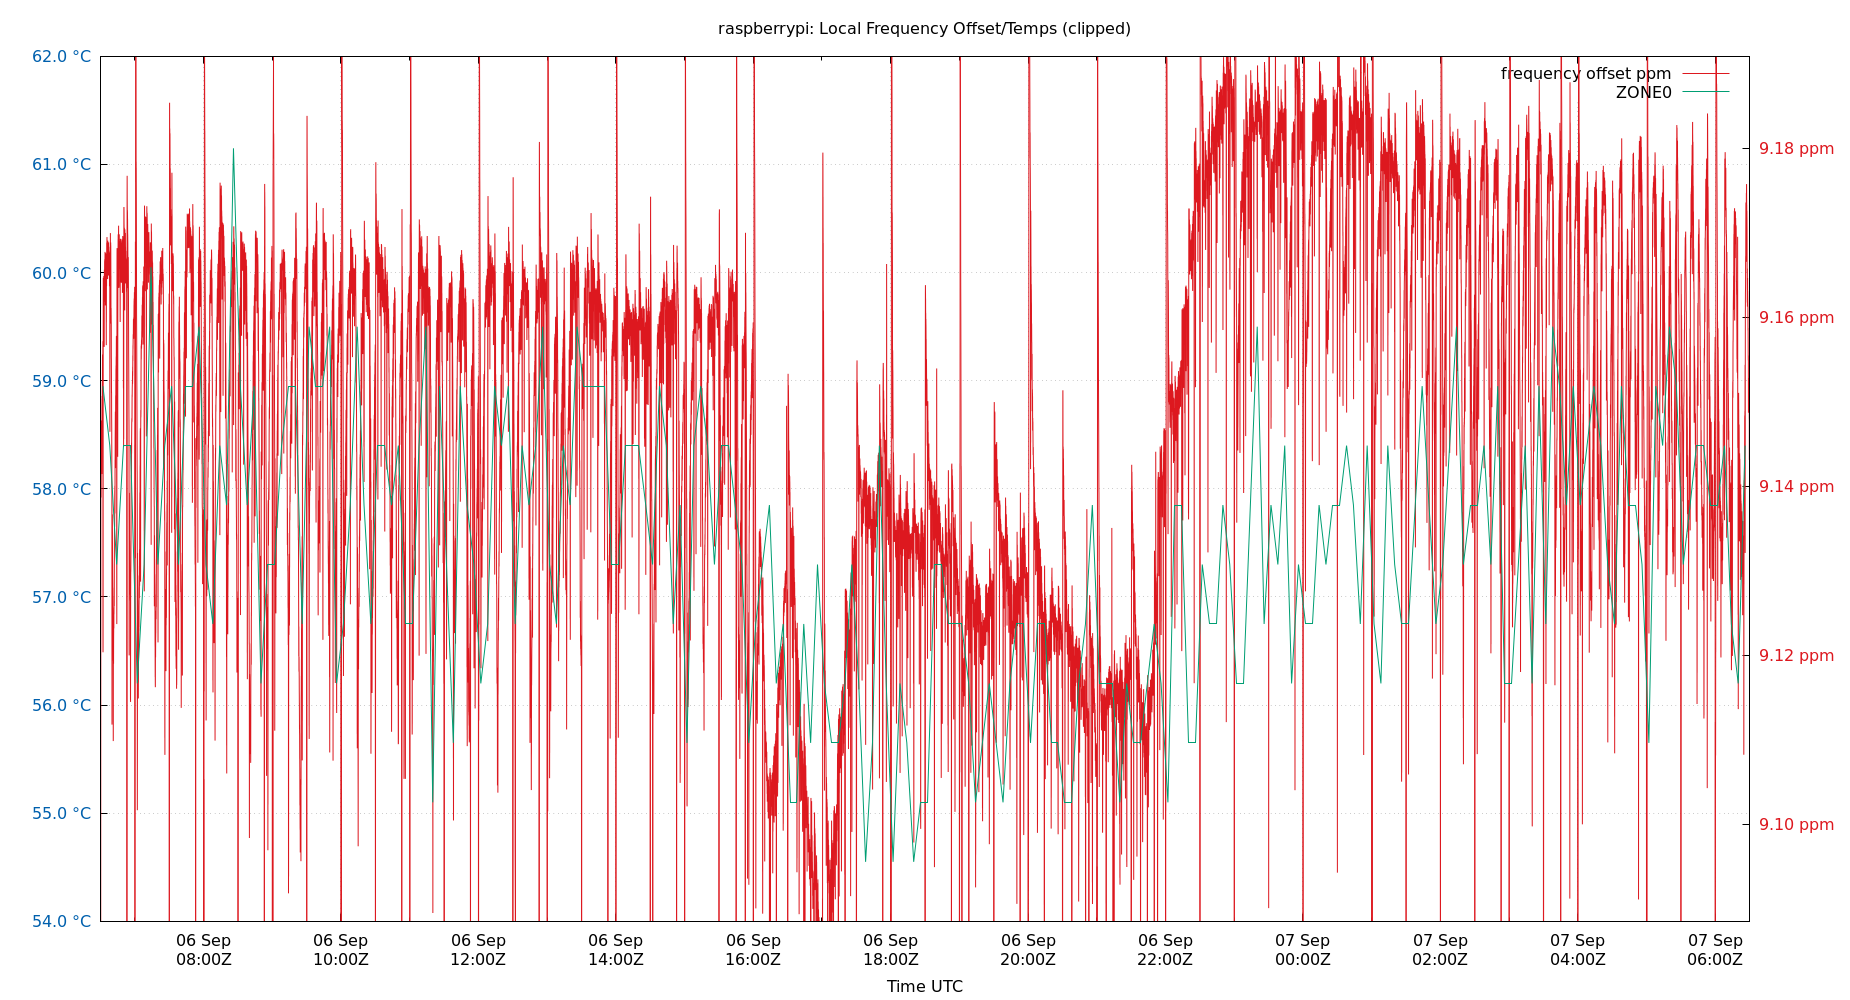 raspberrypi: Local Frequency Offset/Temps (clipped)
frequency offset ppm
ZONE0
62.0 °C
61.0 °C
60.0 °C
59.0 °C
58.0 °C
57.0 °C
56.0 °C
55.0 °C
54.0 °C
9.18 ppm
9.16 ppm
9.14 ppm
9.12 ppm
9.10 ppm
06 Sep 06 Sep 06 Sep 06 Sep 06 Sep 06 Sep 06 Sep 06 Sep 07 Sep 07 Sep 07 Sep 07 Sep
08:00Z 10:00Z 12:00Z 14:00Z 16:00Z 18:00Z 20:00Z 22:00Z 00:00Z 02:00Z 04:00Z 06:00Z
Time UTC